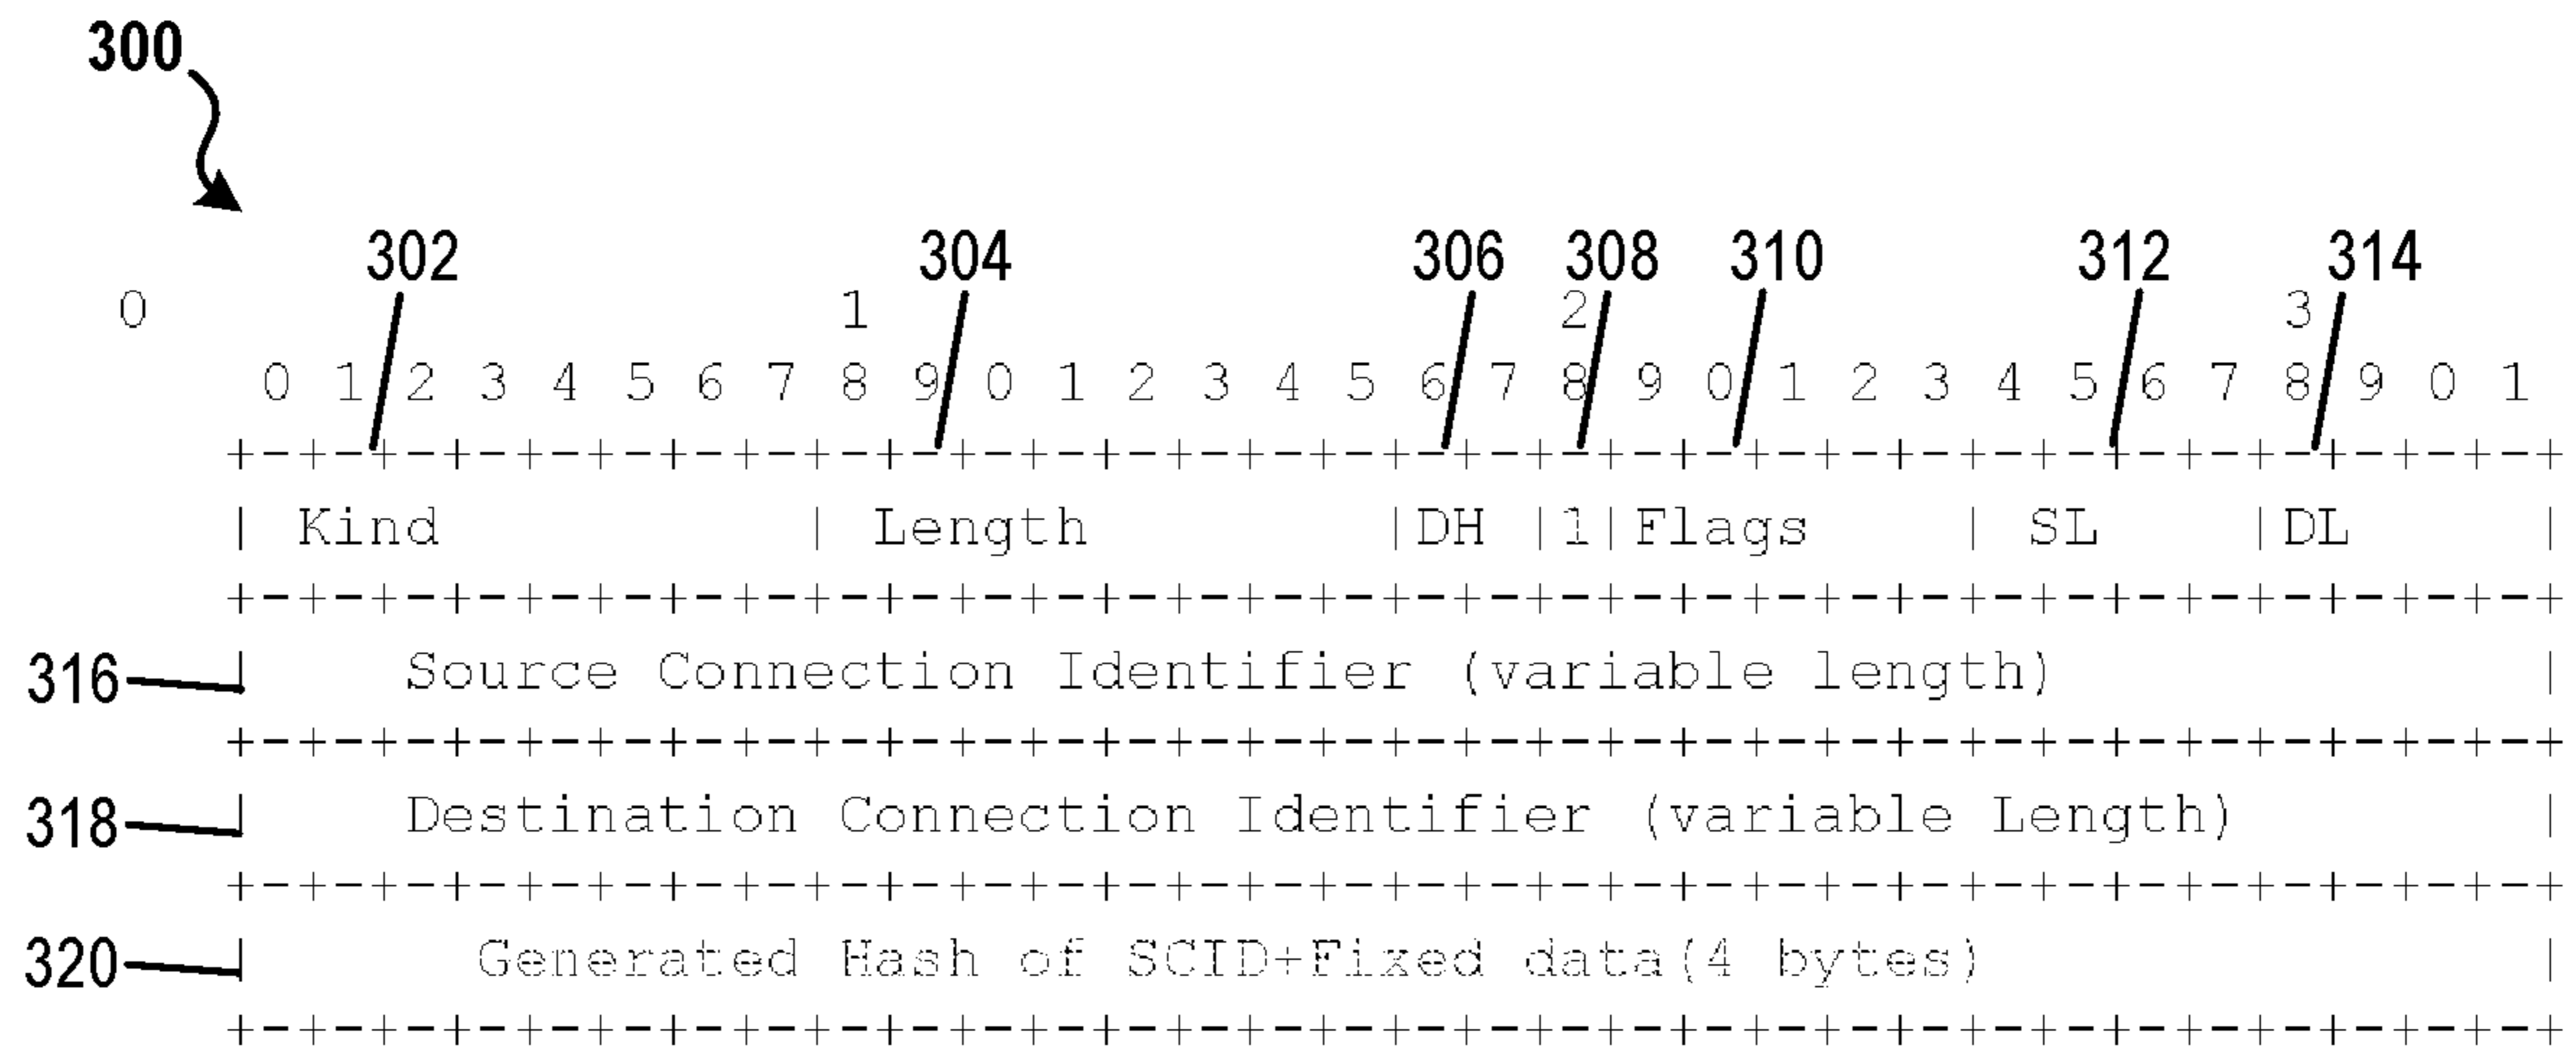 300
302 304 306 308 310 312 314
0 1 2 3
0 1 2 3 4 5 6 7 8 9 0 1 2 3 4 5 6 7 8 9 0 1 2 3 4 5 6 7 8 9 0 1
+-+-+-+-+-+-+-+-+-+-+-+-+-+-+-+-+-+-+-+-+-+-+-+-+-+-+-+-+-+-+-+-+
| Kind | Length |DH |1|Flags | SL |DL |
+-+-+-+-+-+-+-+-+-+-+-+-+-+-+-+-+-+-+-+-+-+-+-+-+-+-+-+-+-+-+-+-+
316 | Source Connection Identifier (variable length) |
+-+-+-+-+-+-+-+-+-+-+-+-+-+-+-+-+-+-+-+-+-+-+-+-+-+-+-+-+-+-+-+-+
318 | Destination Connection Identifier (variable Length) |
+-+-+-+-+-+-+-+-+-+-+-+-+-+-+-+-+-+-+-+-+-+-+-+-+-+-+-+-+-+-+-+-+
320 | Generated Hash of SCID+Fixed data(4 bytes) |
+-+-+-+-+-+-+-+-+-+-+-+-+-+-+-+-+-+-+-+-+-+-+-+-+-+-+-+-+-+-+-+-+